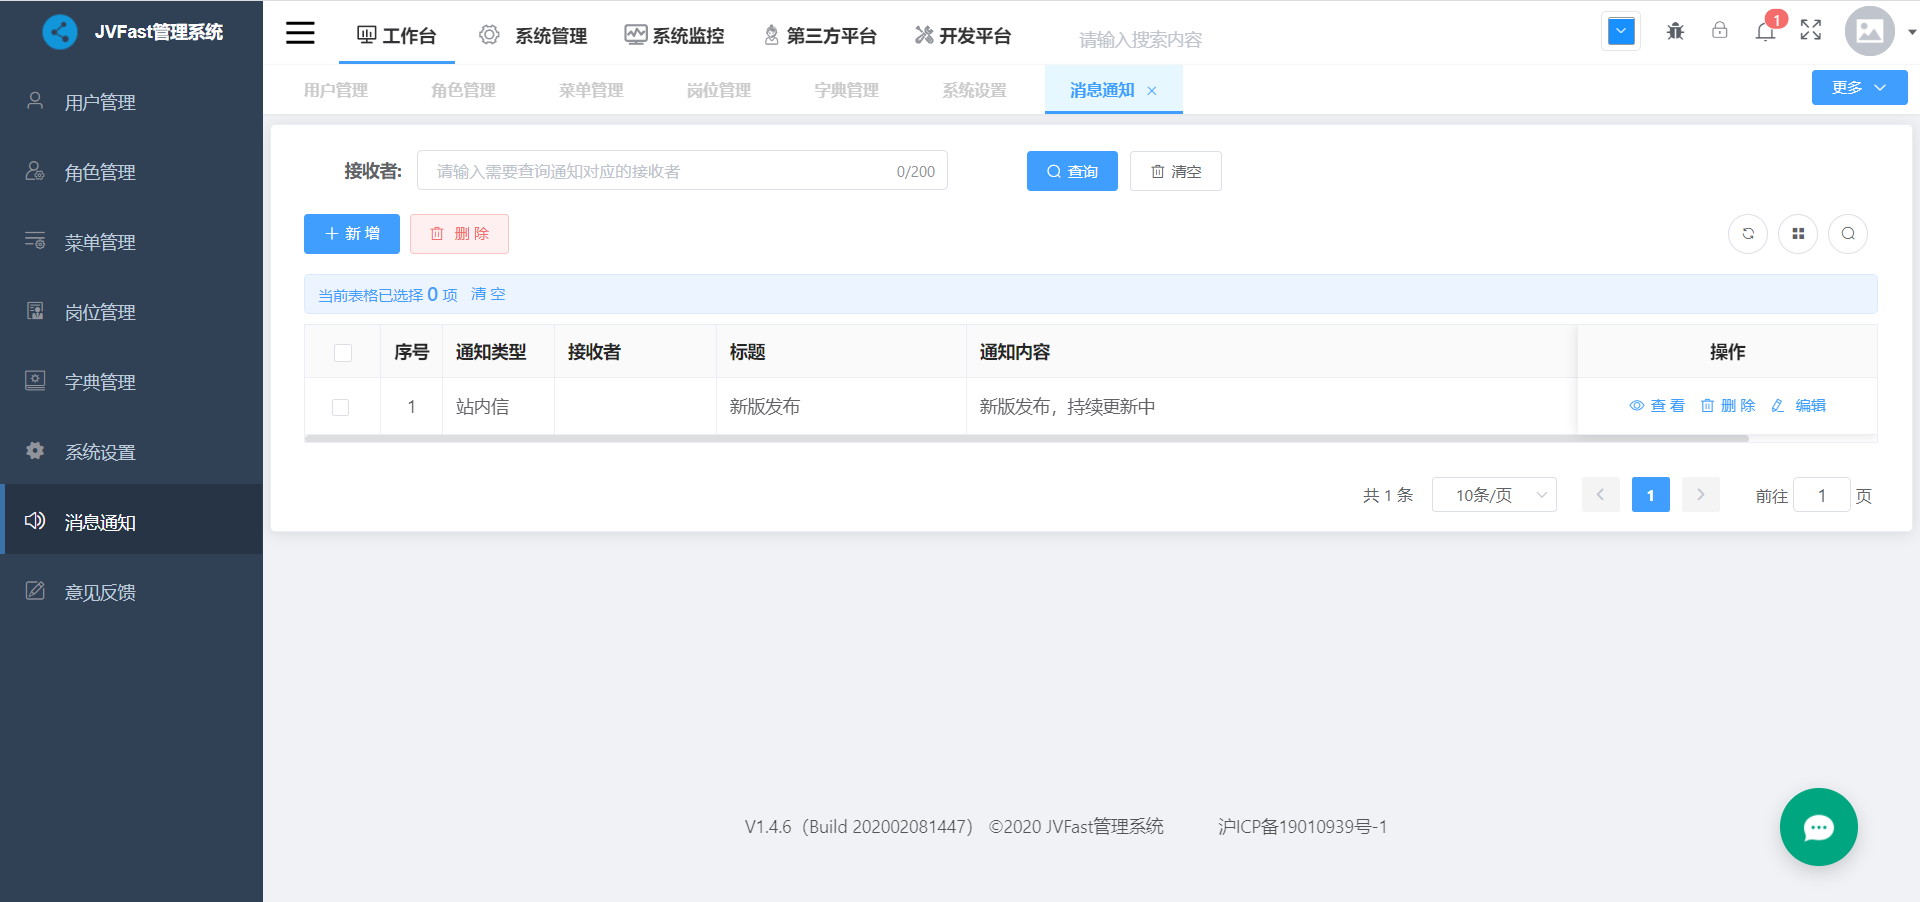 JVFast管理系统
工作台
系统管理
系统监控
第三方平台
开发平台
请输入搜索内容
1
用户管理
角色管理
菜单管理
岗位管理
字典管理
系统设置
消息通知
更多
用户管理
角色管理
菜单管理
岗位管理
字典管理
系统设置
消息通知
意见反馈
接收者:
请输入需要查询通知对应的接收者
0/200
查询
清空
新 增
删 除
当前表格已选择 0 项 清 空
序号 通知类型 接收者 标题 通知内容 操作
1 站内信 新版发布 新版发布，持续更新中 查 看 删 除 编辑
共 1 条
10条/页
1
前往 1 页
V1.4.6（Build 202002081447） ©2020 JVFast管理系统 沪ICP备19010939号-1